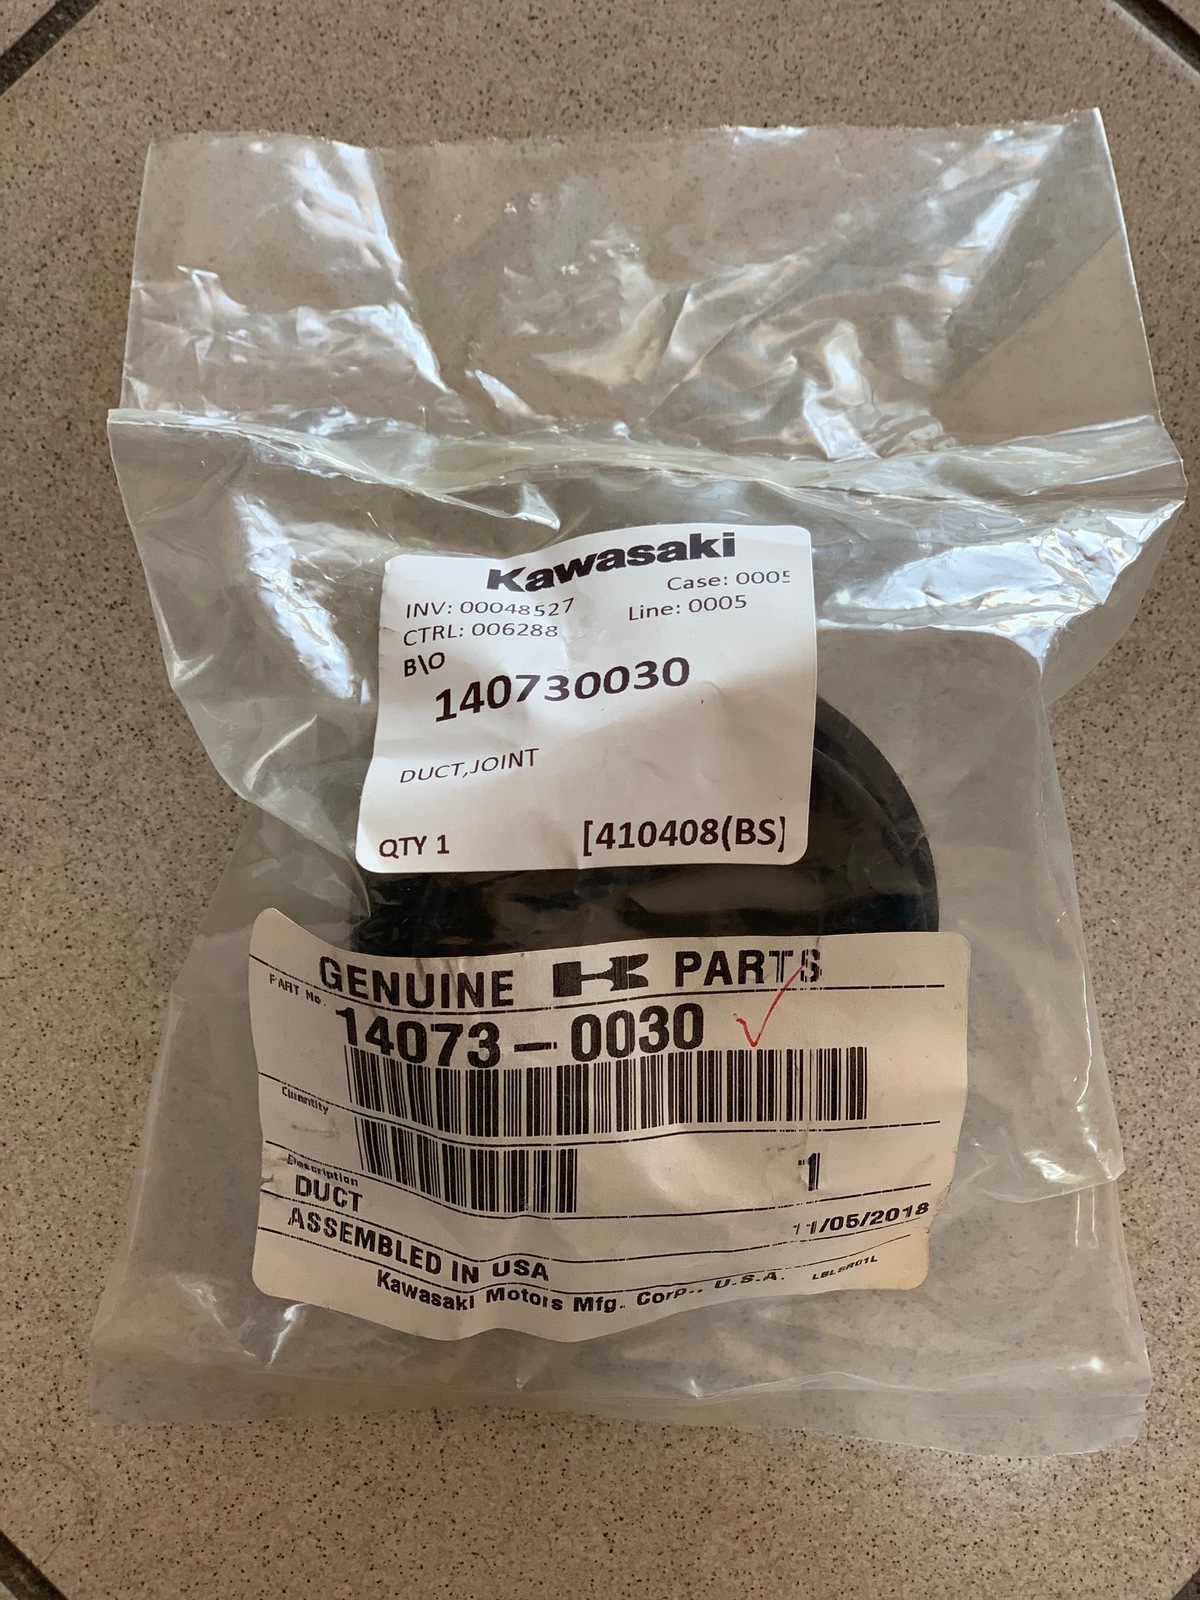 Kawasaki
INV: 00048527 Case: 0005
CTRL: 006288 Line: 0005
B\O
140730030
DUCT,JOINT
QTY 1 [410408(BS)
GENUINE PARTS
PART No.
14073-0030
Quantity
1
Description
DUCT
11/05/2018
ASSEMBLED IN USA
Kawasaki Motors Mfg. Corp., U.S.A. LBLSR01L